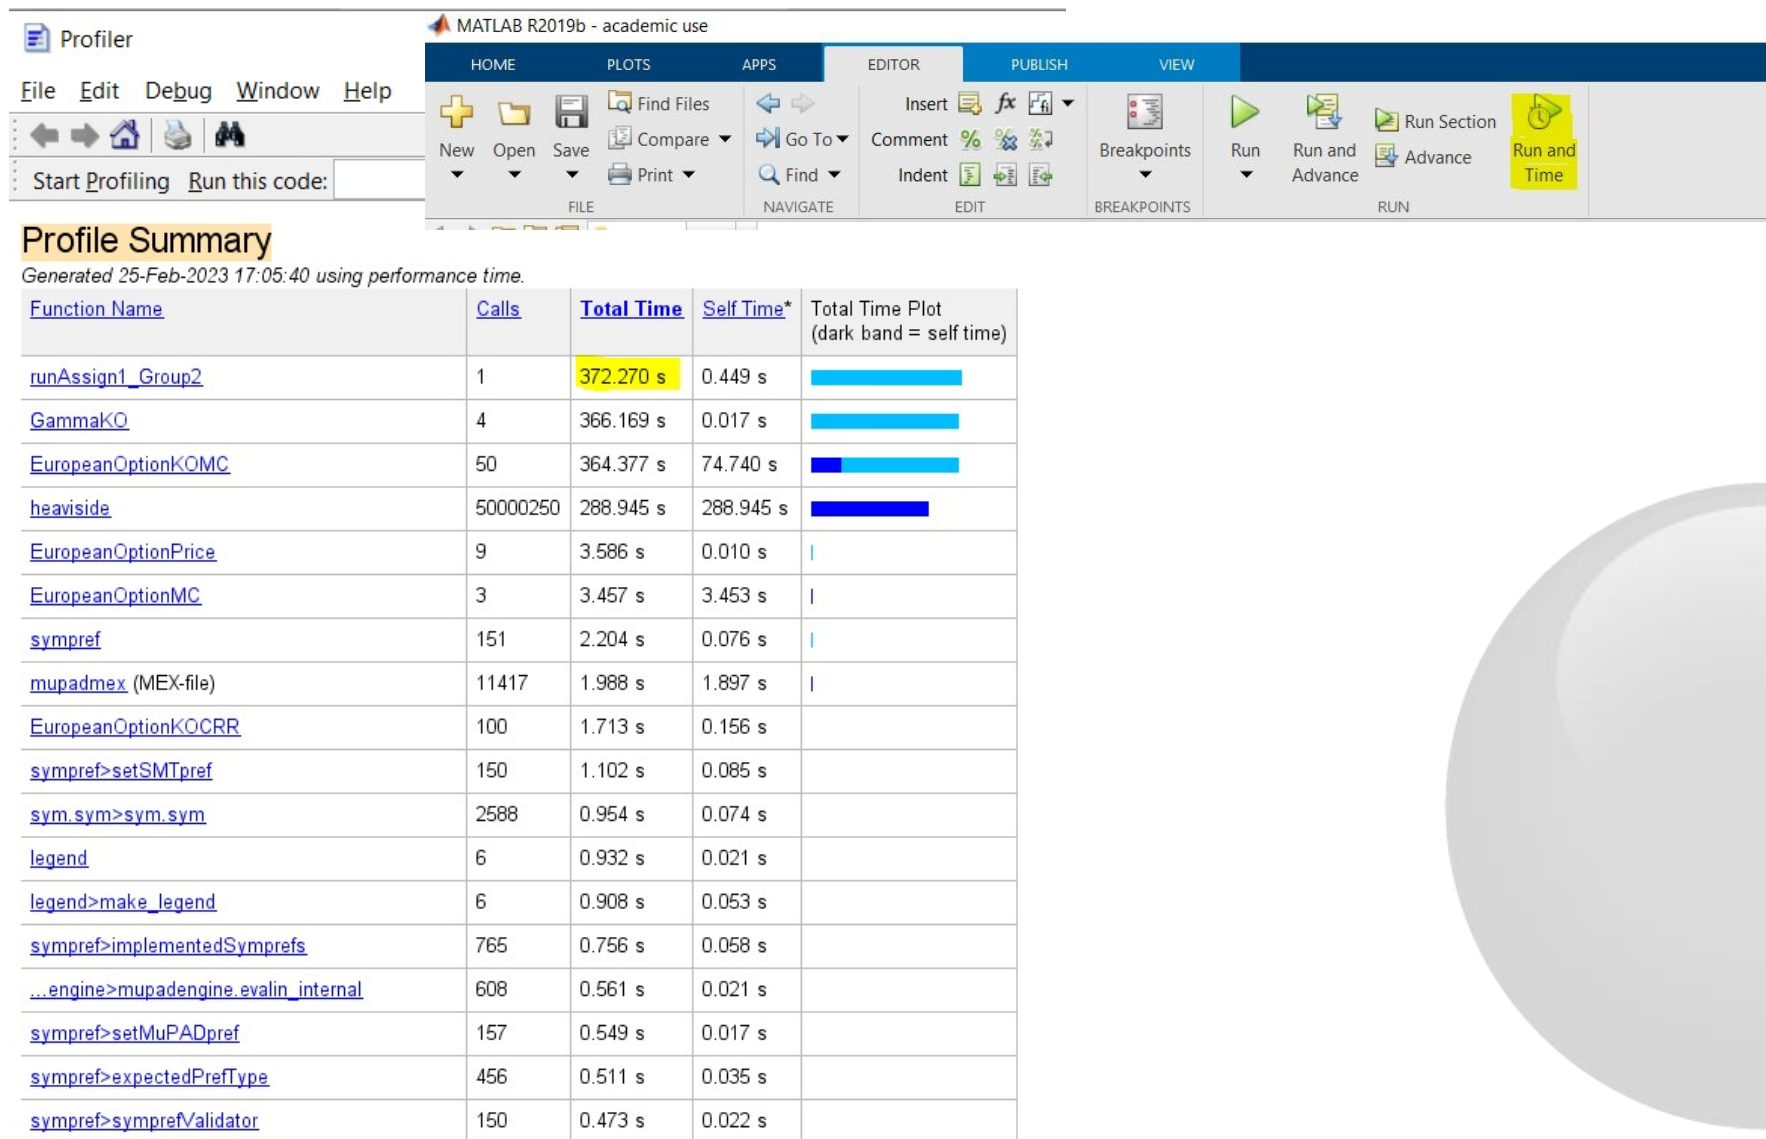 Profiler
File Edit Debug Window Help
Start Profiling Run this code:
MATLAB R2019b - academic use
HOME PLOTS APPS EDITOR PUBLISH VIEW
New Open Save
Find Files
Compare
Print
FILE
Go To
Find
NAVIGATE
Insert fx
Comment
Indent
EDIT
Breakpoints
BREAKPOINTS
Run
Run and Advance
Run Section
Advance
Run and Time
RUN
Profile Summary
Generated 25-Feb-2023 17:05:40 using performance time.
Function Name Calls Total Time Self Time* Total Time Plot
(dark band = self time)
runAssign1_Group2 1 372.270 s 0.449 s
GammaKO 4 366.169 s 0.017 s
EuropeanOptionKOMC 50 364.377 s 74.740 s
heaviside 50000250 288.945 s 288.945 s
EuropeanOptionPrice 9 3.586 s 0.010 s
EuropeanOptionMC 3 3.457 s 3.453 s
sympref 151 2.204 s 0.076 s
mupadmex (MEX-file) 11417 1.988 s 1.897 s
EuropeanOptionKOCRR 100 1.713 s 0.156 s
sympref>setSMTpref 150 1.102 s 0.085 s
sym.sym>sym.sym 2588 0.954 s 0.074 s
legend 6 0.932 s 0.021 s
legend>make_legend 6 0.908 s 0.053 s
sympref>implementedSymprefs 765 0.756 s 0.058 s
...engine>mupadengine.evalin_internal 608 0.561 s 0.021 s
sympref>setMuPADpref 157 0.549 s 0.017 s
sympref>expectedPrefType 456 0.511 s 0.035 s
sympref>symprefValidator 150 0.473 s 0.022 s